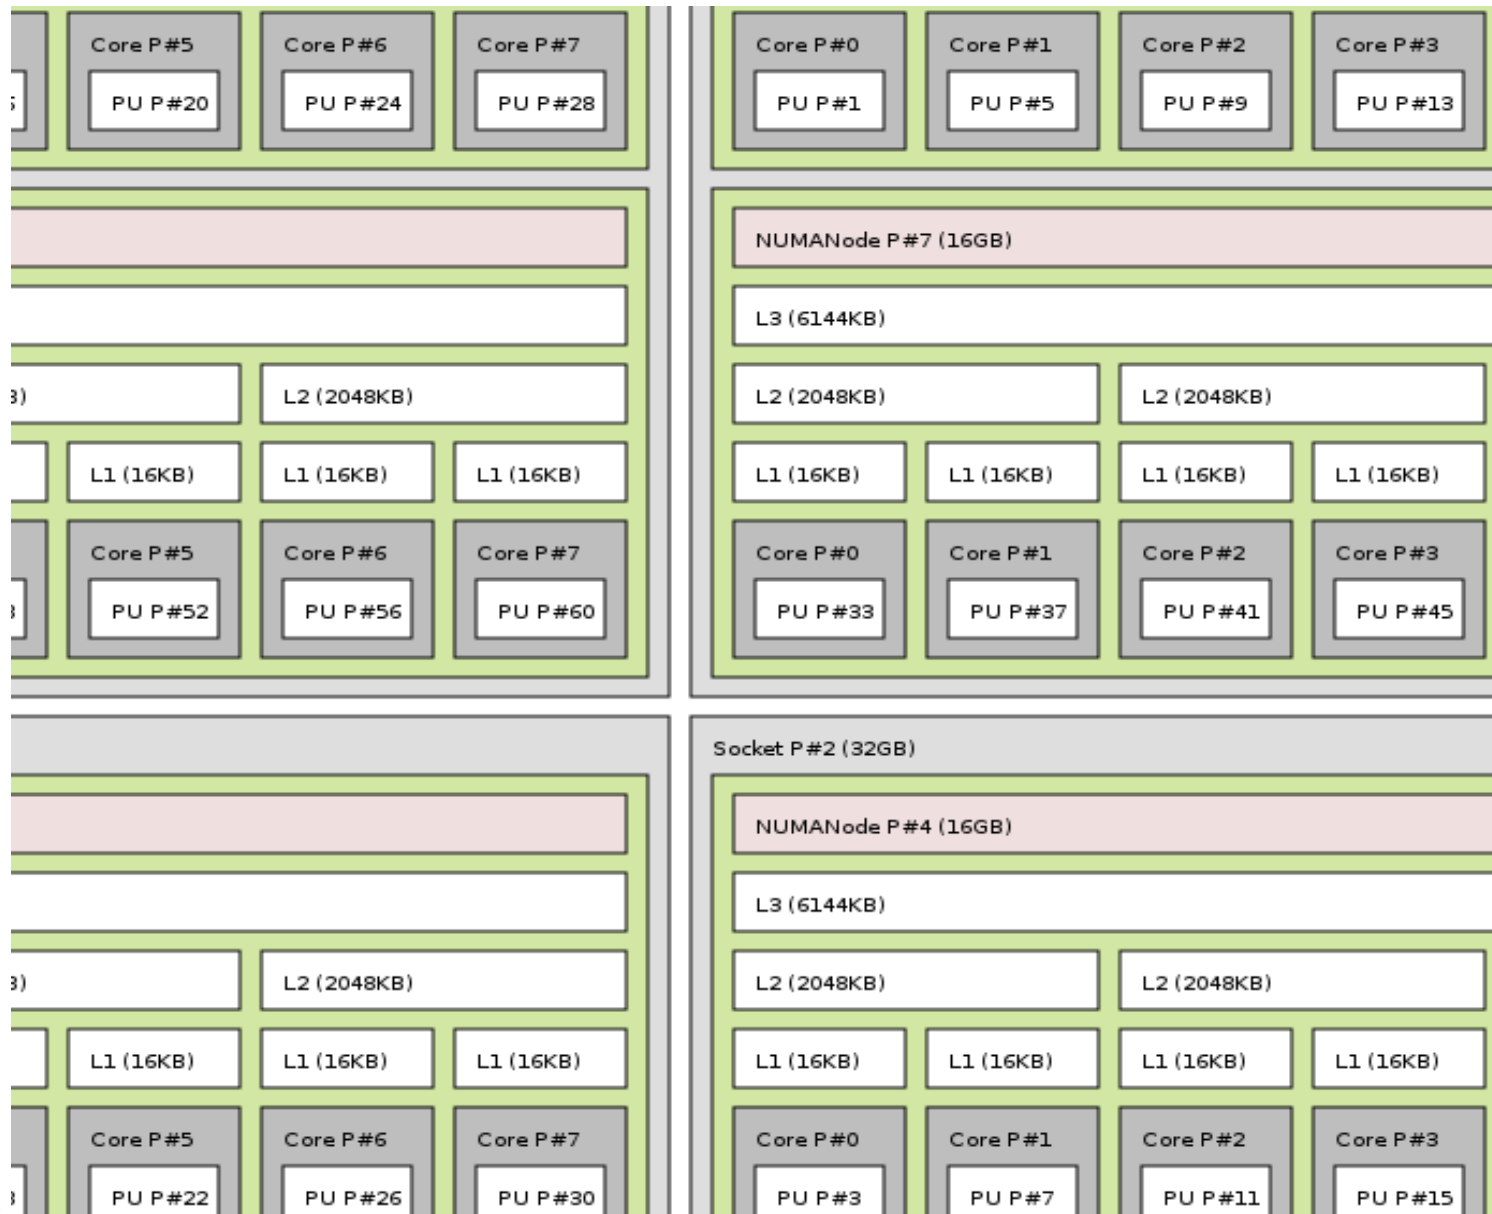 Core P#5 Core P#6 Core P#7 Core P#0 Core P#1 Core P#2 Core P#3
PU P#20 PU P#24 PU P#28 PU P#1 PU P#5 PU P#9 PU P#13
NUMANode P#7 (16GB)
L3 (6144KB)
L2 (2048KB) L2 (2048KB) L2 (2048KB)
L1 (16KB) L1 (16KB) L1 (16KB) L1 (16KB) L1 (16KB) L1 (16KB) L1 (16KB)
Core P#5 Core P#6 Core P#7 Core P#0 Core P#1 Core P#2 Core P#3
PU P#52 PU P#56 PU P#60 PU P#33 PU P#37 PU P#41 PU P#45
Socket P#2 (32GB)
NUMANode P#4 (16GB)
L3 (6144KB)
L2 (2048KB) L2 (2048KB) L2 (2048KB)
L1 (16KB) L1 (16KB) L1 (16KB) L1 (16KB) L1 (16KB) L1 (16KB) L1 (16KB)
Core P#5 Core P#6 Core P#7 Core P#0 Core P#1 Core P#2 Core P#3
PU P#22 PU P#26 PU P#30 PU P#3 PU P#7 PU P#11 PU P#15